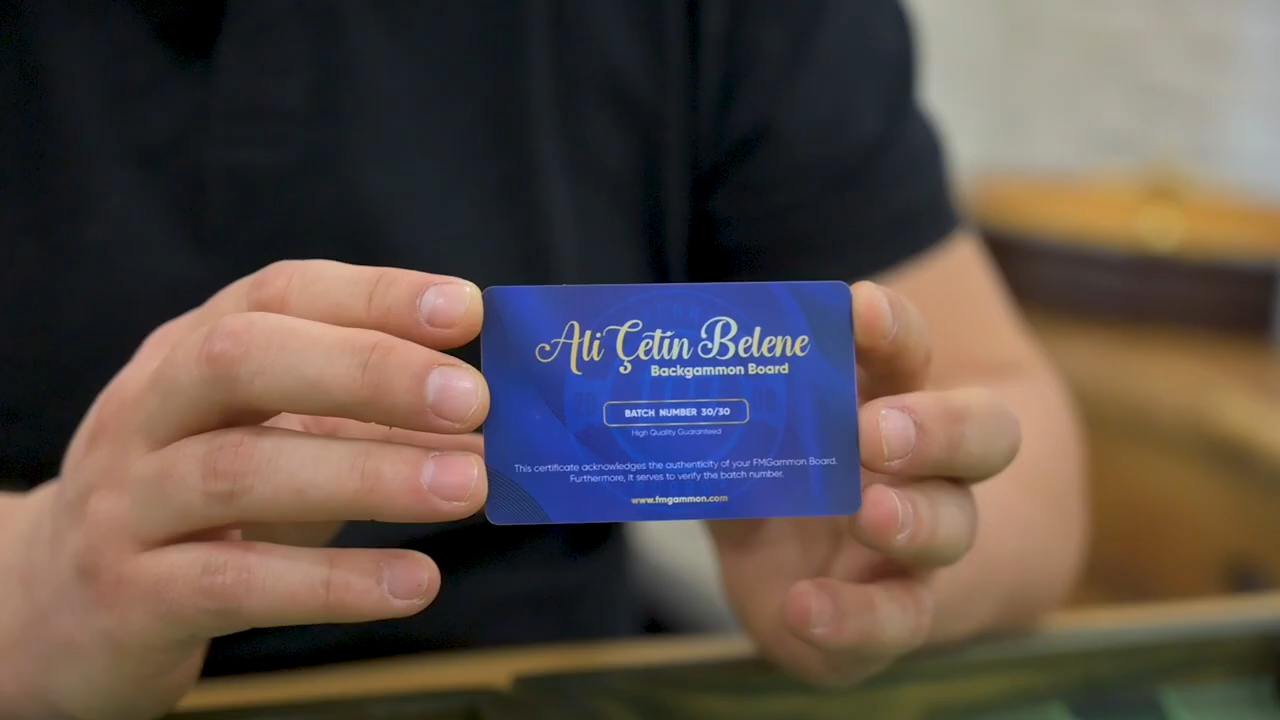 Ali Çetin Belene
Backgammon Board
BATCH NUMBER 30/30
High Quality Guaranteed
This certificate acknowledges the authenticity of your FMGammon Board.
Furthermore, it serves to verify the batch number.
www.fmgammon.com